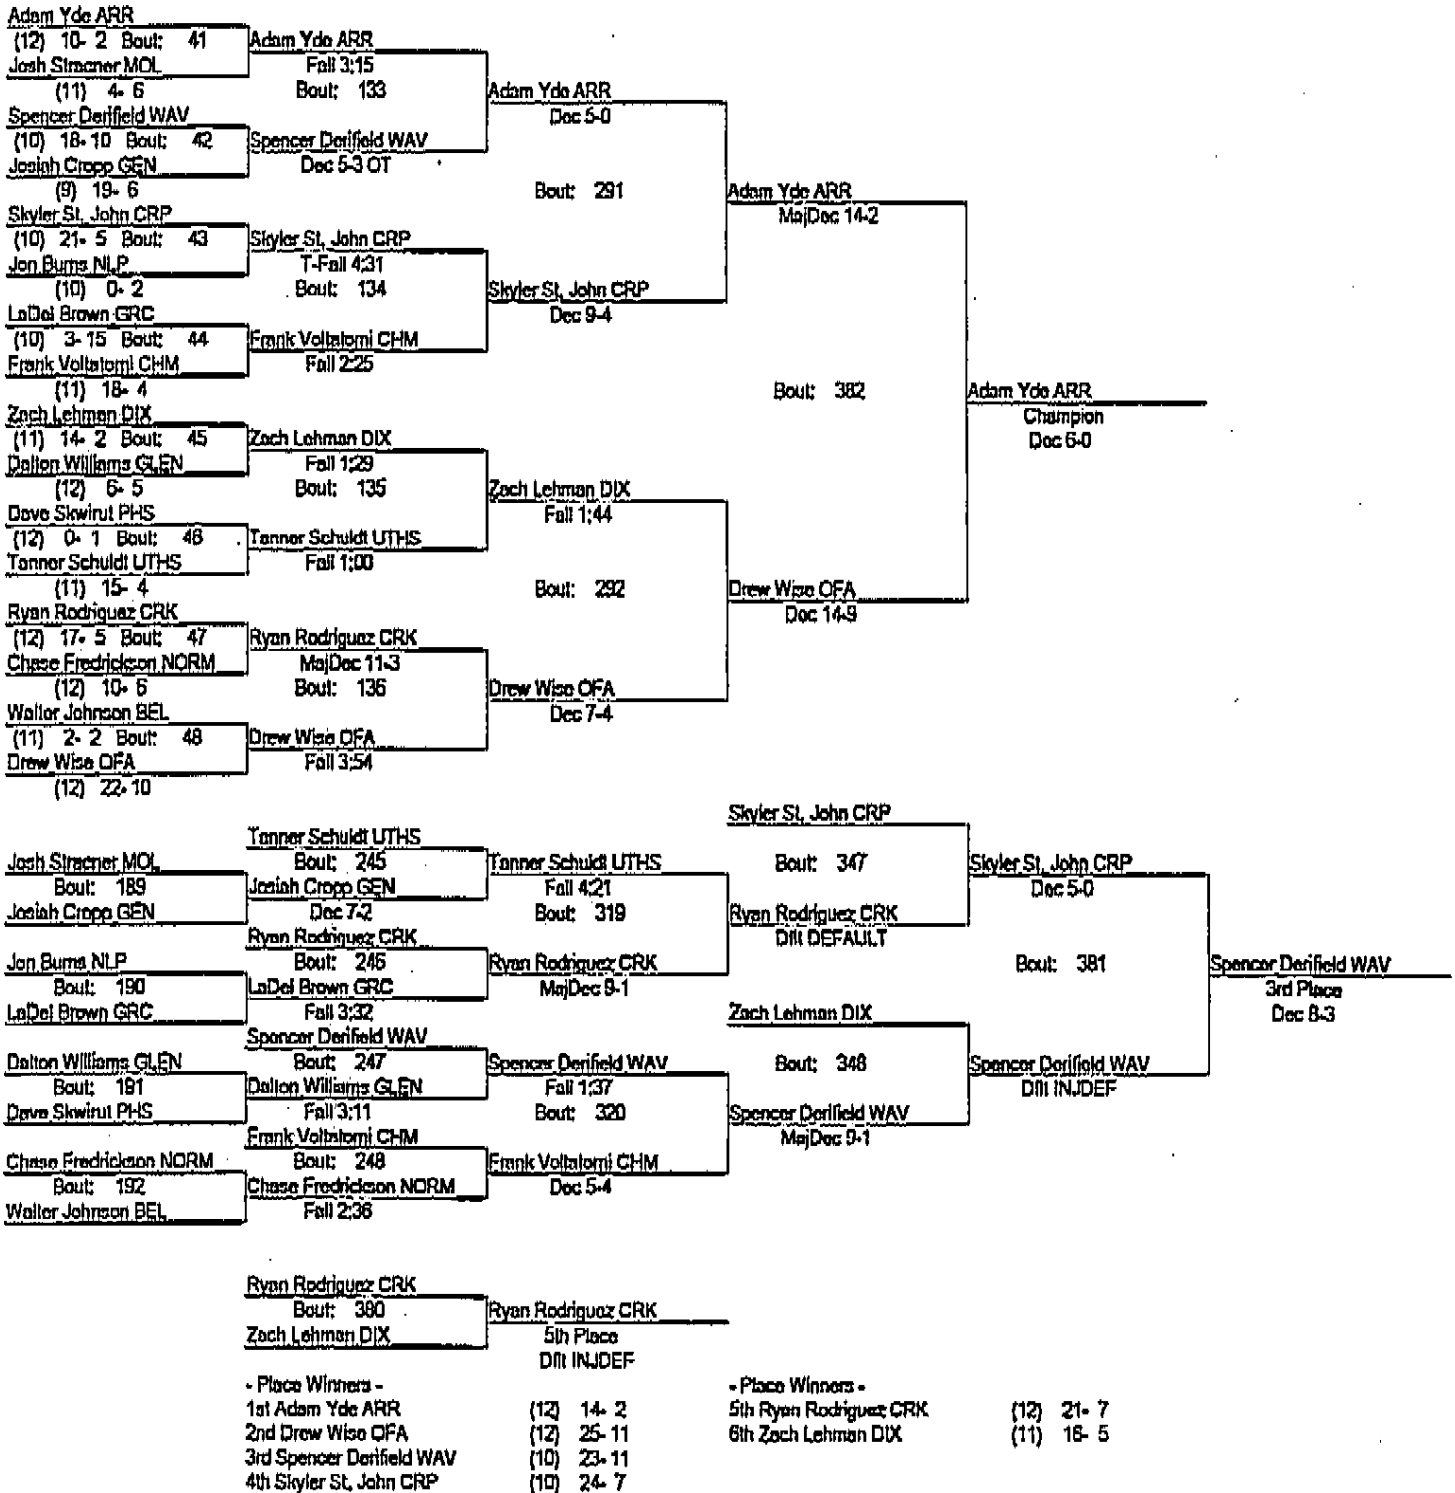 Adam Yde ARR
(12) 10- 2 Bout: 41
Josh Stracner MOL
(11) 4- 6
Spencer Derifield WAV
(10) 18- 10 Bout: 42
Josiah Cropp GEN
(9) 19- 6
Skyler St. John CRP
(10) 21- 5 Bout: 43
Jon Burns NLP
(10) 0- 2
LaDel Brown GRC
(10) 3- 15 Bout: 44
Frank Voltatorni CHM
(11) 18- 4
Zach Lehman DIX
(11) 14- 2 Bout: 45
Dalton Williams GLEN
(12) 6- 5
Dave Skwirut PHS
(12) 0- 1 Bout: 46
Tanner Schuldt UTHS
(11) 15- 4
Ryan Rodriguez CRK
(12) 17- 5 Bout: 47
Chase Fredrickson NORM
(12) 10- 6
Walter Johnson BEL
(11) 2- 2 Bout: 48
Drew Wise OFA
(12) 22- 10
Adam Yde ARR
Fall 3:15
Bout: 133
Spencer Derifield WAV
Dec 5-3 OT
Skyler St. John CRP
T-Fall 4:31
Bout: 134
Frank Voltatorni CHM
Fall 2:25
Zach Lehman DIX
Fall 1:29
Bout: 135
Tanner Schuldt UTHS
Fall 1:00
Ryan Rodriguez CRK
MajDec 11-3
Bout: 136
Drew Wise OFA
Fall 3:54
Adam Yde ARR
Dec 5-0
Bout: 291
Skyler St. John CRP
Dec 9-4
Zach Lehman DIX
Fall 1:44
Bout: 292
Drew Wise OFA
Dec 7-4
Adam Yde ARR
MajDec 14-2
Bout: 382
Drew Wise OFA
Dec 14-9
Adam Yde ARR
Champion
Dec 6-0
Josh Stracner MOL
Bout: 189
Josiah Cropp GEN
Jon Burns NLP
Bout: 190
LaDel Brown GRC
Dalton Williams GLEN
Bout: 191
Dave Skwirut PHS
Chase Fredrickson NORM
Bout: 192
Walter Johnson BEL
Tanner Schuldt UTHS
Bout: 245
Josiah Cropp GEN
Dec 7-2
Ryan Rodriguez CRK
Bout: 246
LaDel Brown GRC
Fall 3:32
Spencer Derifield WAV
Bout: 247
Dalton Williams GLEN
Fall 3:11
Frank Voltatorni CHM
Bout: 248
Chase Fredrickson NORM
Fall 2:36
Tanner Schuldt UTHS
Fall 4:21
Bout: 319
Ryan Rodriguez CRK
MajDec 9-1
Spencer Derifield WAV
Fall 1:37
Bout: 320
Frank Voltatorni CHM
Dec 5-4
Skyler St. John CRP
Bout: 347
Ryan Rodriguez CRK
Dflt DEFAULT
Zach Lehman DIX
Bout: 348
Spencer Derifield WAV
MajDec 9-1
Skyler St. John CRP
Dec 5-0
Bout: 381
Spencer Derifield WAV
Dflt INJDEF
Spencer Derifield WAV
3rd Place
Dec 8-3
Ryan Rodriguez CRK
Bout: 380
Zach Lehman DIX
Ryan Rodriguez CRK
5th Place
Dflt INJDEF
- Place Winners -
1st Adam Yde ARR (12) 14- 2
2nd Drew Wise OFA (12) 25- 11
3rd Spencer Derifield WAV (10) 23- 11
4th Skyler St. John CRP (10) 24- 7
- Place Winners -
5th Ryan Rodriguez CRK (12) 21- 7
6th Zach Lehman DIX (11) 16- 5